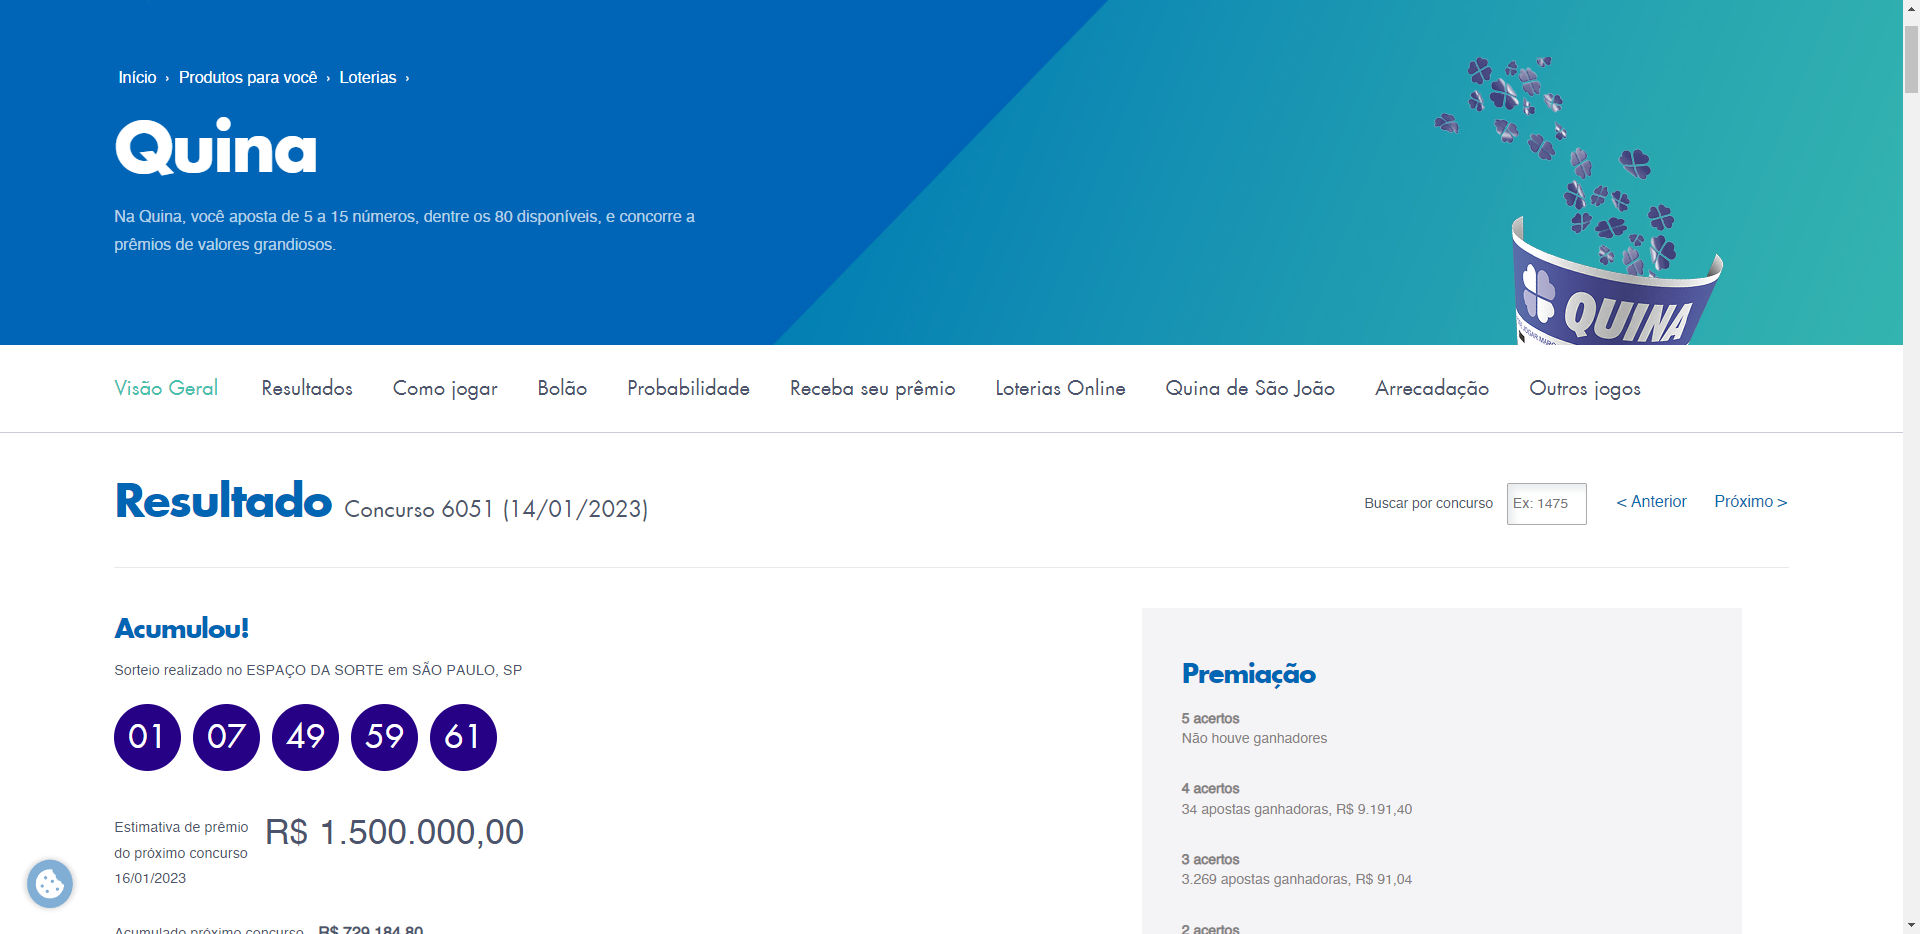 Início › Produtos para você › Loterias ›
Quina
Na Quina, você aposta de 5 a 15 números, dentre os 80 disponíveis, e concorre a
prêmios de valores grandiosos.
QUINA
Visão Geral Resultados Como jogar Bolão Probabilidade Receba seu prêmio Loterias Online Quina de São João Arrecadação Outros jogos
Resultado Concurso 6051 (14/01/2023)
Buscar por concurso Ex: 1475 < Anterior Próximo >
Acumulou!
Sorteio realizado no ESPAÇO DA SORTE em SÃO PAULO, SP
01 07 49 59 61
Estimativa de prêmio
do próximo concurso
16/01/2023
R$ 1.500.000,00
Acumulado próximo concurso R$ 729.184,80
Premiação
5 acertos
Não houve ganhadores
4 acertos
34 apostas ganhadoras, R$ 9.191,40
3 acertos
3.269 apostas ganhadoras, R$ 91,04
2 acertos